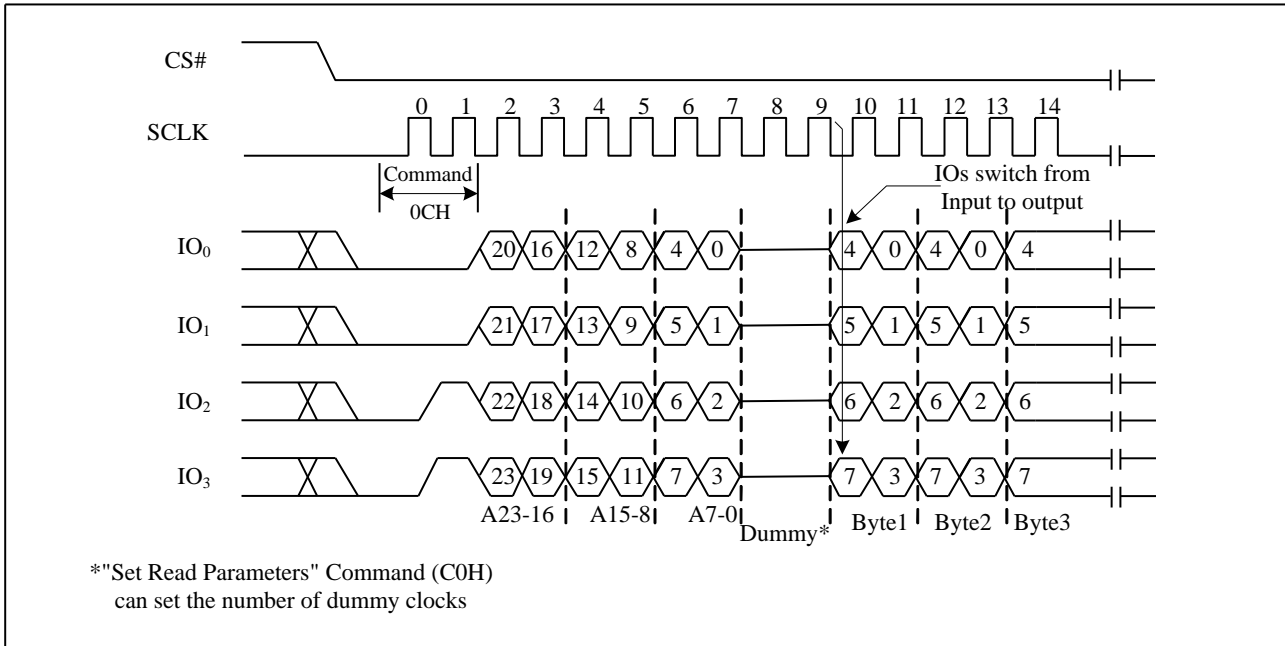 CS#
0 1 2 3 4 5 6 7 8 9 10 11 12 13 14
SCLK
Command
0CH
IOs switch from
Input to output
IO₀
20 16 12 8 4 0 4 0 4 0 4
IO₁
21 17 13 9 5 1 5 1 5 1 5
IO₂
22 18 14 10 6 2 6 2 6 2 6
IO₃
23 19 15 11 7 3 7 3 7 3 7
A23-16 A15-8 A7-0 Dummy* Byte1 Byte2 Byte3
*"Set Read Parameters" Command (C0H)
can set the number of dummy clocks